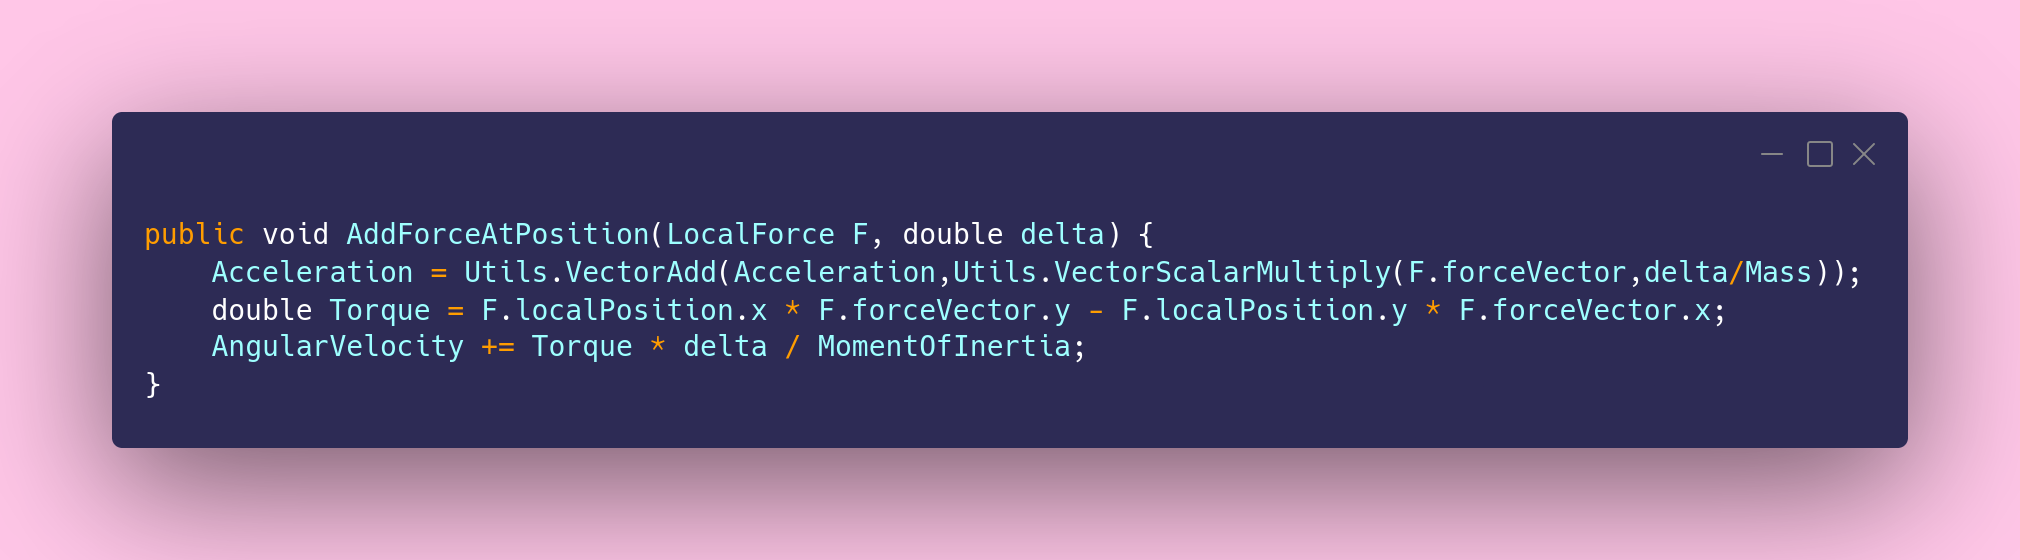 public void AddForceAtPosition(LocalForce F, double delta) {
    Acceleration = Utils.VectorAdd(Acceleration,Utils.VectorScalarMultiply(F.forceVector,delta/Mass));
    double Torque = F.localPosition.x * F.forceVector.y - F.localPosition.y * F.forceVector.x;
    AngularVelocity += Torque * delta / MomentOfInertia;
}